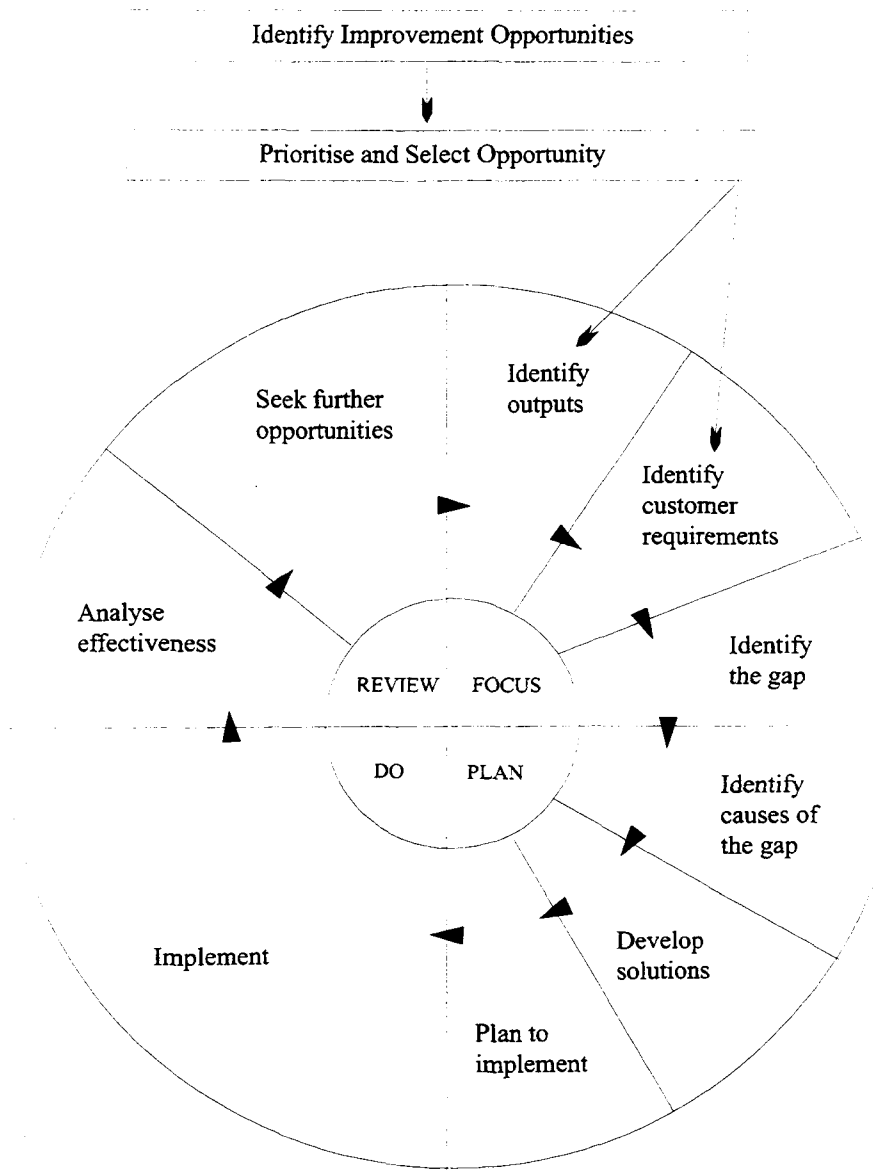 Identify Improvement Opportunities
Prioritise and Select Opportunity
Identify
outputs
Seek further
opportunities
Identify
customer
requirements
Analyse
effectiveness
Identify
the gap
REVIEW
FOCUS
DO
PLAN
Identify
causes of
the gap
Develop
solutions
Implement
Plan to
implement